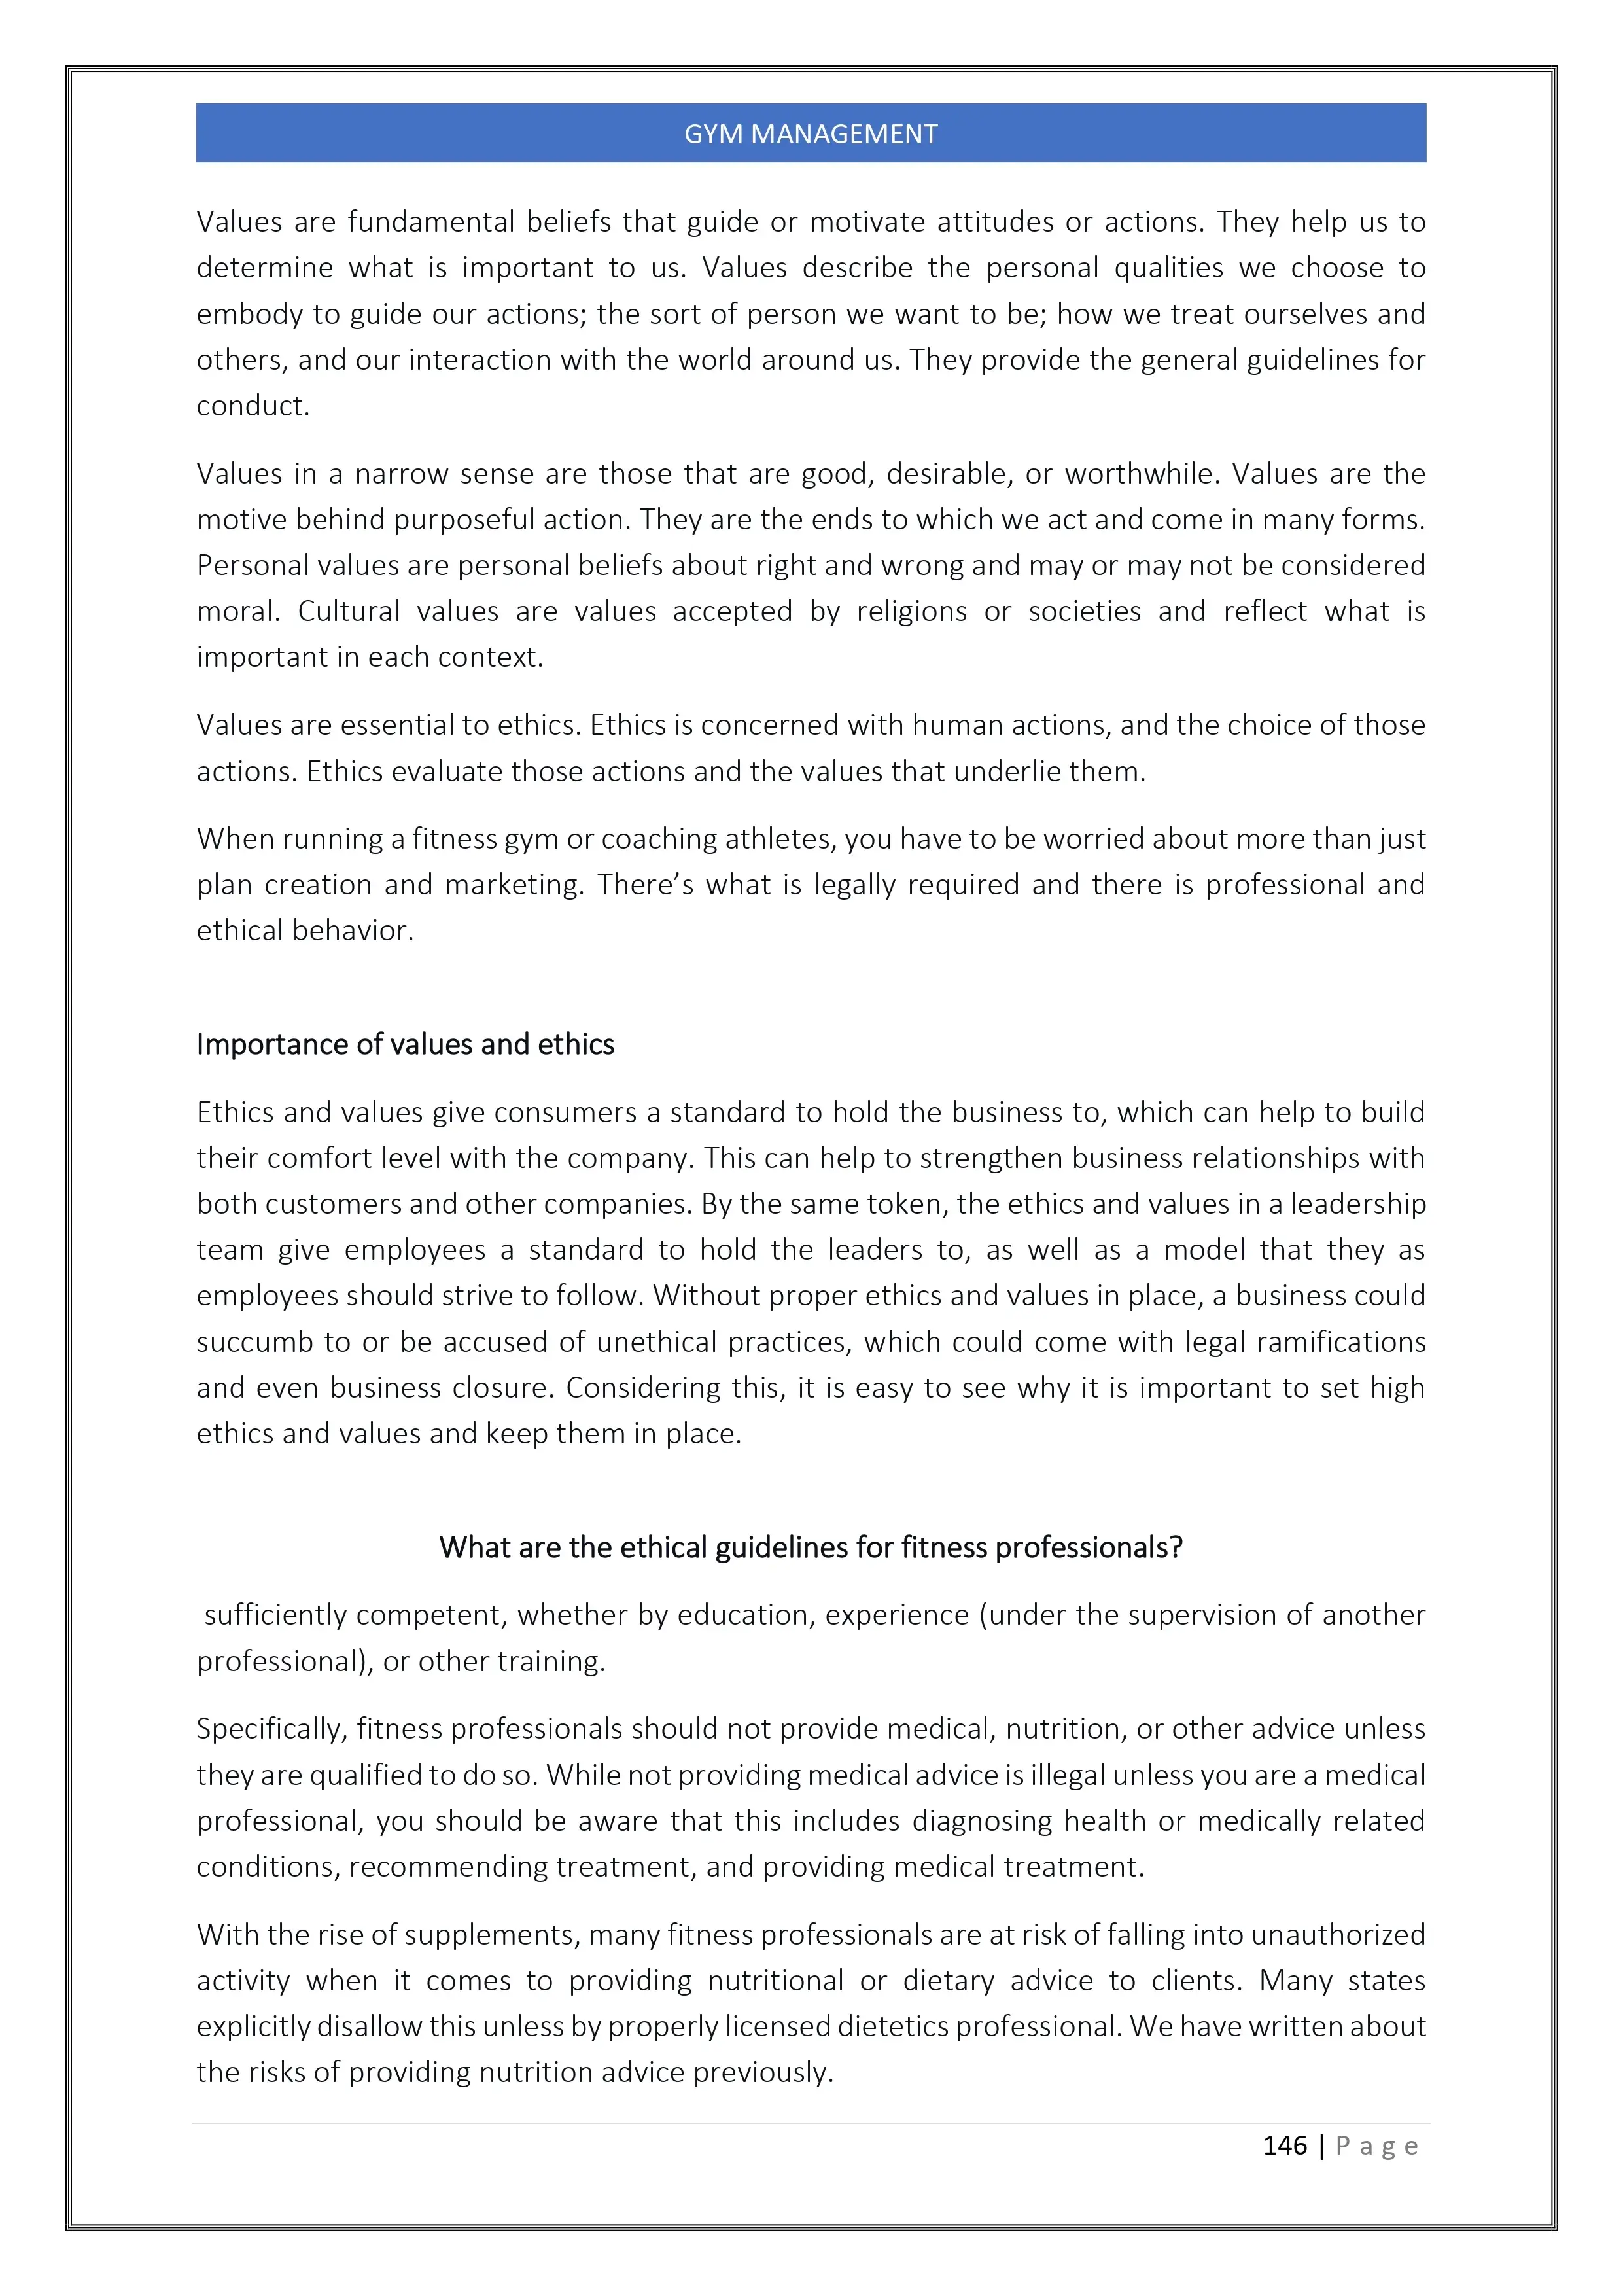 GYM MANAGEMENT
Values are fundamental beliefs that guide or motivate attitudes or actions. They help us to
determine what is important to us. Values describe the personal qualities we choose to
embody to guide our actions; the sort of person we want to be; how we treat ourselves and
others, and our interaction with the world around us. They provide the general guidelines for
conduct.
Values in a narrow sense are those that are good, desirable, or worthwhile. Values are the
motive behind purposeful action. They are the ends to which we act and come in many forms.
Personal values are personal beliefs about right and wrong and may or may not be considered
moral. Cultural values are values accepted by religions or societies and reflect what is
important in each context.
Values are essential to ethics. Ethics is concerned with human actions, and the choice of those
actions. Ethics evaluate those actions and the values that underlie them.
When running a fitness gym or coaching athletes, you have to be worried about more than just
plan creation and marketing. There’s what is legally required and there is professional and
ethical behavior.
Importance of values and ethics
Ethics and values give consumers a standard to hold the business to, which can help to build
their comfort level with the company. This can help to strengthen business relationships with
both customers and other companies. By the same token, the ethics and values in a leadership
team give employees a standard to hold the leaders to, as well as a model that they as
employees should strive to follow. Without proper ethics and values in place, a business could
succumb to or be accused of unethical practices, which could come with legal ramifications
and even business closure. Considering this, it is easy to see why it is important to set high
ethics and values and keep them in place.
What are the ethical guidelines for fitness professionals?
sufficiently competent, whether by education, experience (under the supervision of another
professional), or other training.
Specifically, fitness professionals should not provide medical, nutrition, or other advice unless
they are qualified to do so. While not providing medical advice is illegal unless you are a medical
professional, you should be aware that this includes diagnosing health or medically related
conditions, recommending treatment, and providing medical treatment.
With the rise of supplements, many fitness professionals are at risk of falling into unauthorized
activity when it comes to providing nutritional or dietary advice to clients. Many states
explicitly disallow this unless by properly licensed dietetics professional. We have written about
the risks of providing nutrition advice previously.
146 | Page